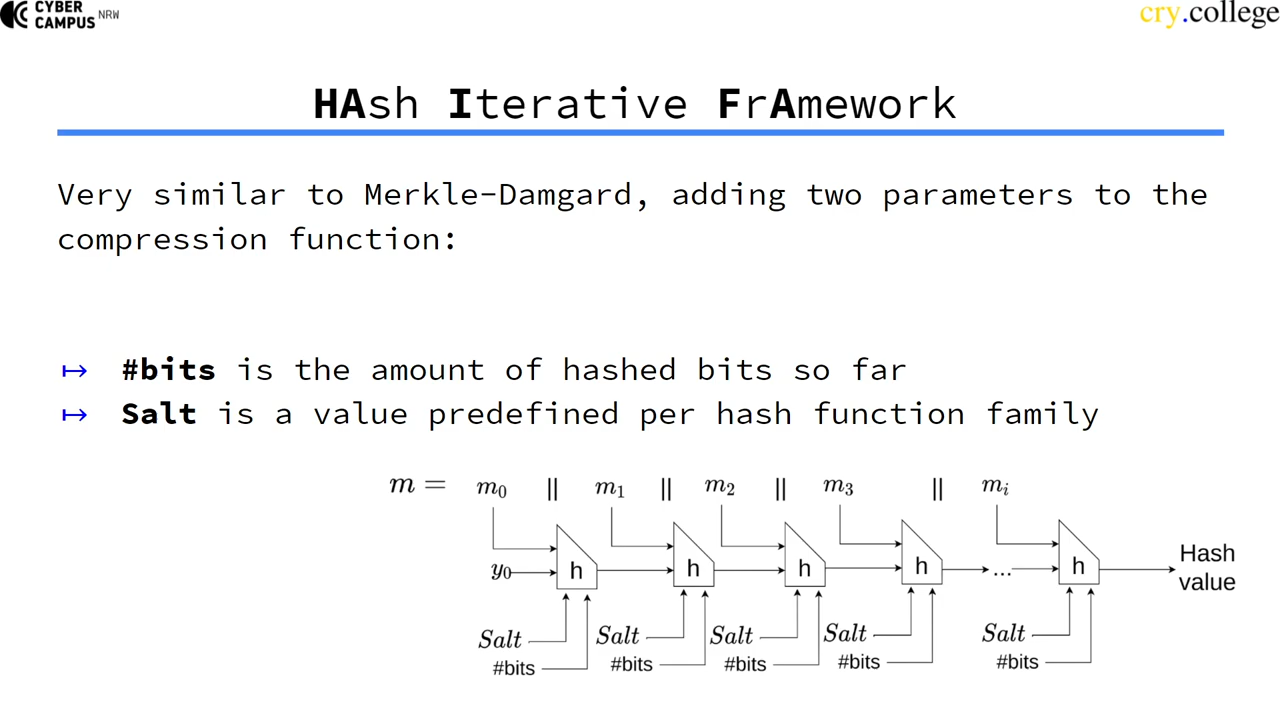 CYBER
CAMPUS NRW
cry.college
HAsh Iterative FrAmework
Very similar to Merkle-Damgard, adding two parameters to the
compression function:
↦ #bits is the amount of hashed bits so far
↦ Salt is a value predefined per hash function family
m = m₀ || m₁ || m₂ || m₃ || mᵢ
y₀ h h h h ... h Hash
value
Salt Salt Salt Salt Salt
#bits #bits #bits #bits #bits